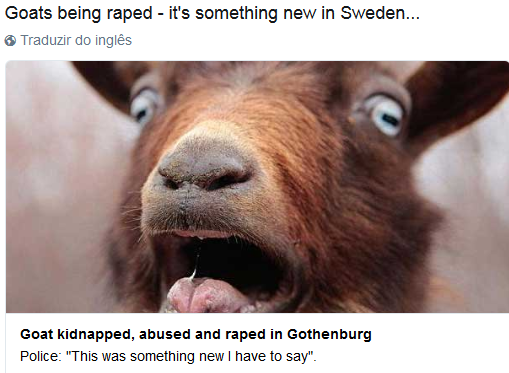 Goats being raped - it's something new in Sweden...
Traduzir do inglês
Goat kidnapped, abused and raped in Gothenburg
Police: "This was something new I have to say".